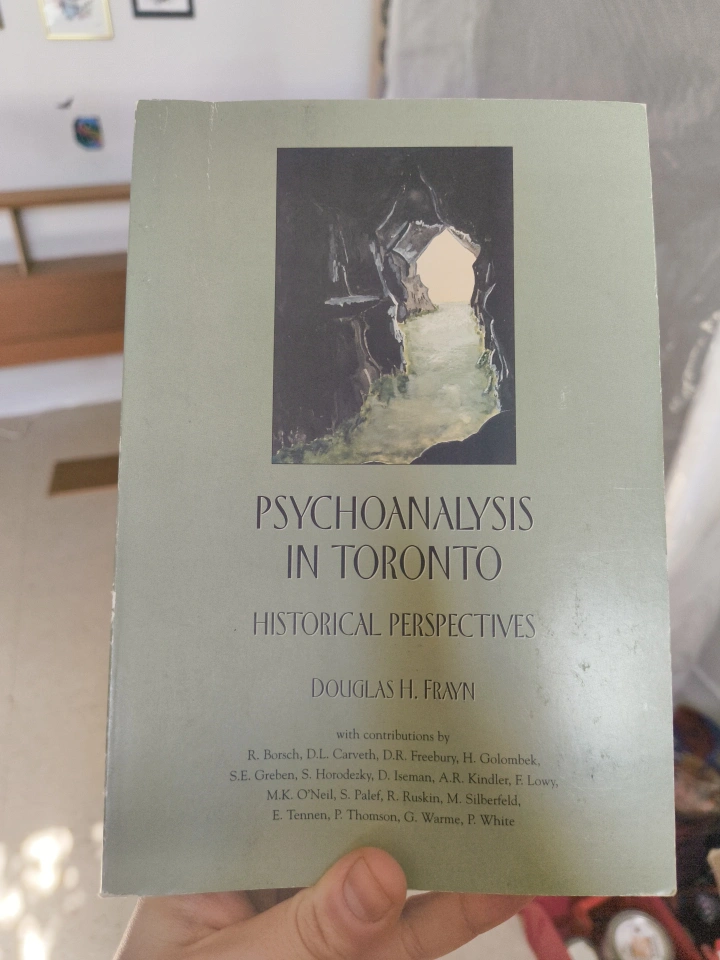 PSYCHOANALYSIS
IN TORONTO
HISTORICAL PERSPECTIVES
DOUGLAS H. FRAYN
with contributions by
R. Borsch, D.L. Carveth, D.R. Freebury, H. Golombek,
S.E. Greben, S. Horodezky, D. Iseman, A.R. Kindler, F. Lowy,
M.K. O'Neil, S. Palef, R. Ruskin, M. Silberfeld,
E. Tennen, P. Thomson, G. Warme, P. White